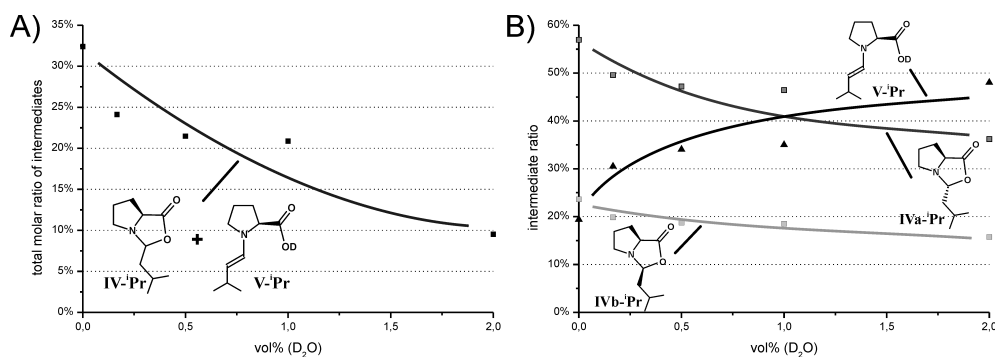 A)
total molar ratio of intermediates
35%
30%
25%
20%
15%
10%
5%
0%
0,0
0,5
1,0
2,0
vol% (D₂O)
N
O
O
IV-ⁱPr
+
N
O
OD
V-ⁱPr
B)
intermediate ratio
60%
50%
40%
30%
20%
10%
0%
0,0
0,5
1,0
1,5
2,0
vol% (D₂O)
N
O
OD
V-ⁱPr
N
O
O
IVa-ⁱPr
N
O
O
IVb-ⁱPr